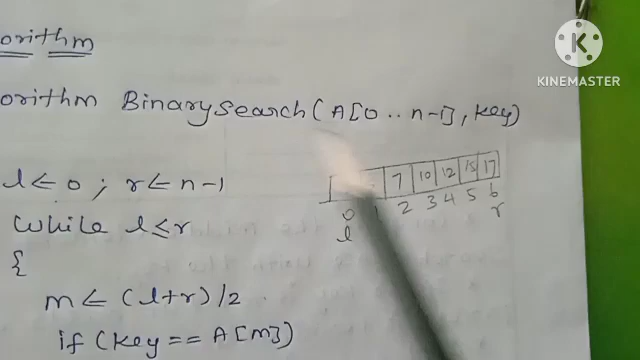 orithm
orithm BinarySearch(A[0..n-1], Key)
l ← 0 ; r ← n-1
7 10 12 15 17
0 2 3 4 5 6
l r
While l ≤ r
{
m ← (l+r)/2
if (Key == A[m])
KINEMASTER